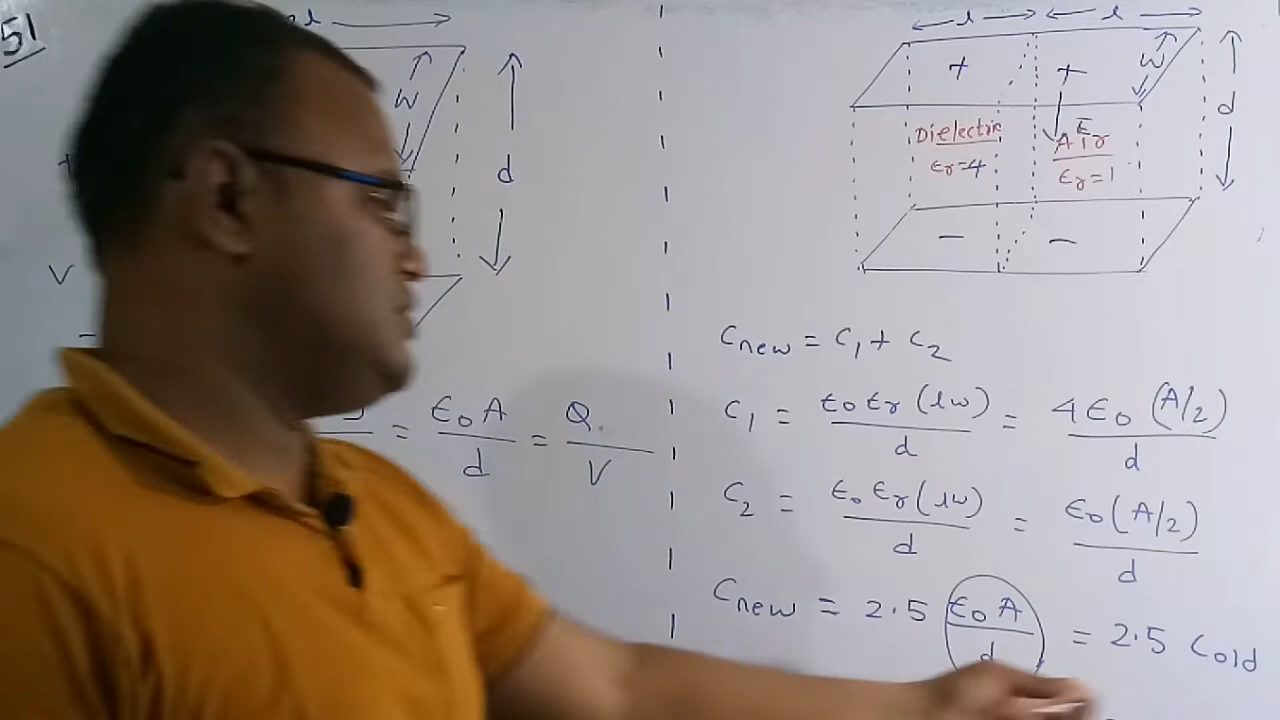 51
l
W
d
V
= ε₀A/d = Q/V
l l
+ +
W
d
Dielectric
εr=4
E
Air
εr=1
- -
Cnew = C₁ + C₂
C₁ = ε₀εr(lw)/d = 4ε₀(A/2)/d
C₂ = ε₀εr(lw)/d = ε₀(A/2)/d
Cnew = 2.5 ε₀A/d = 2.5 Cold